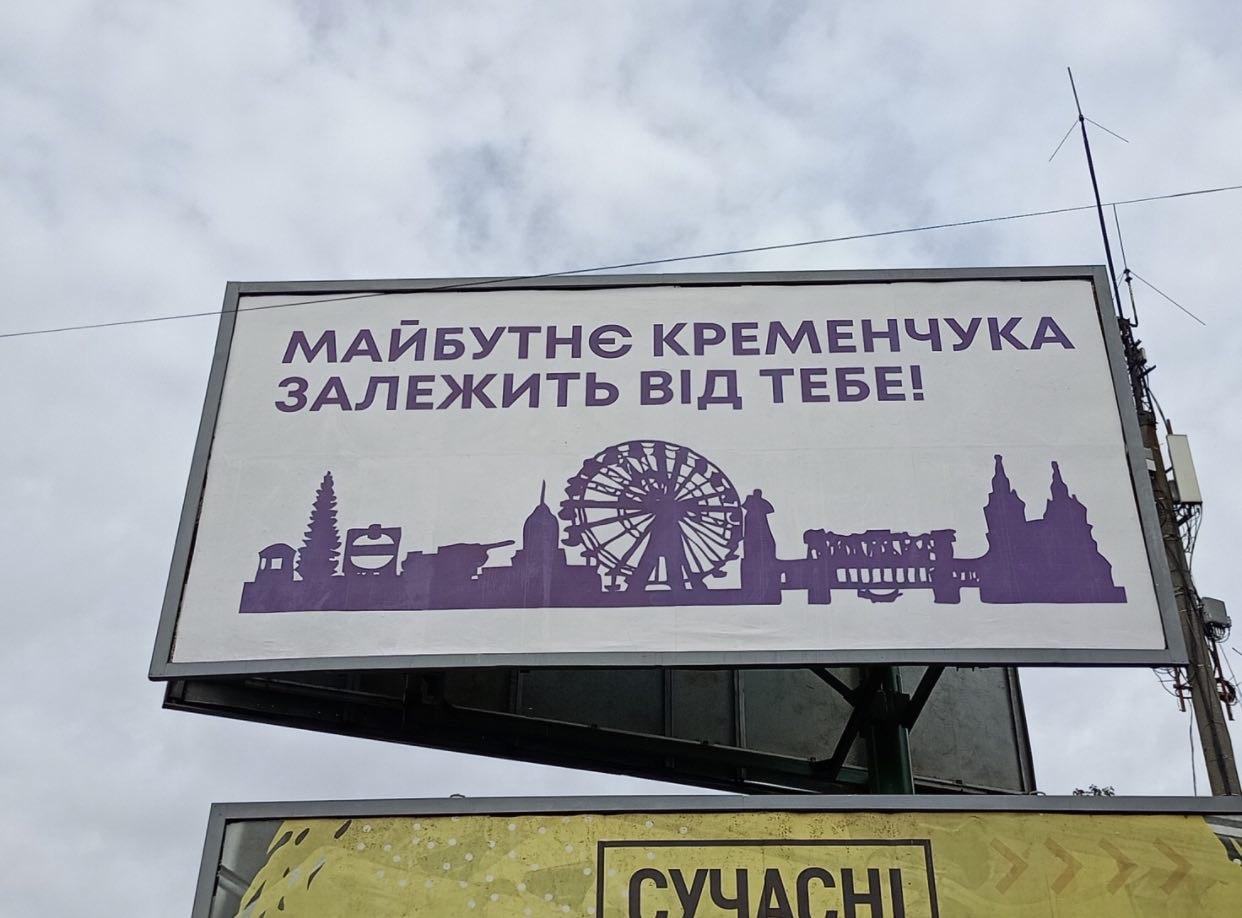 МАЙБУТНЄ КРЕМЕНЧУКА
ЗАЛЕЖИТЬ ВІД ТЕБЕ!
СУЧАСНІ